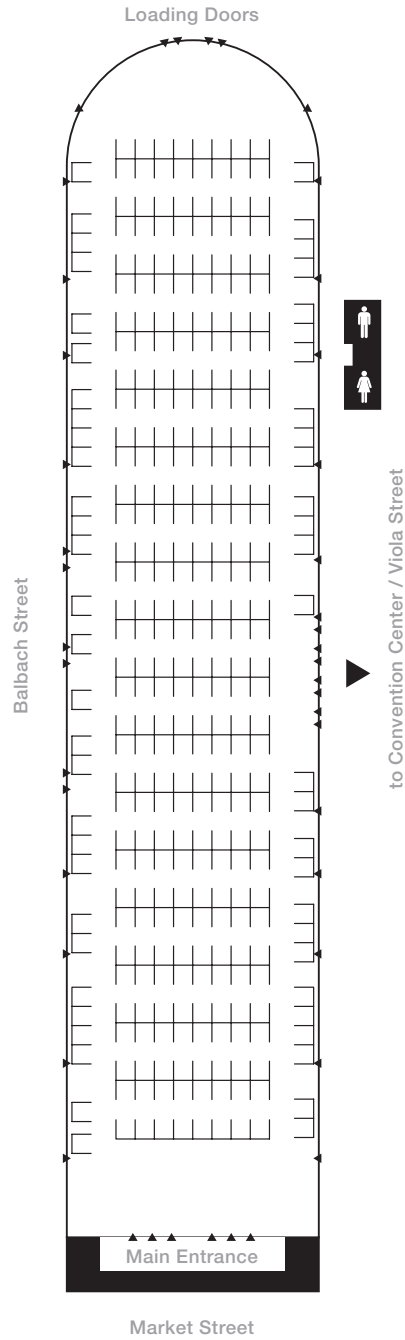 Loading Doors
Balbach Street
to Convention Center / Viola Street
Main Entrance
Market Street